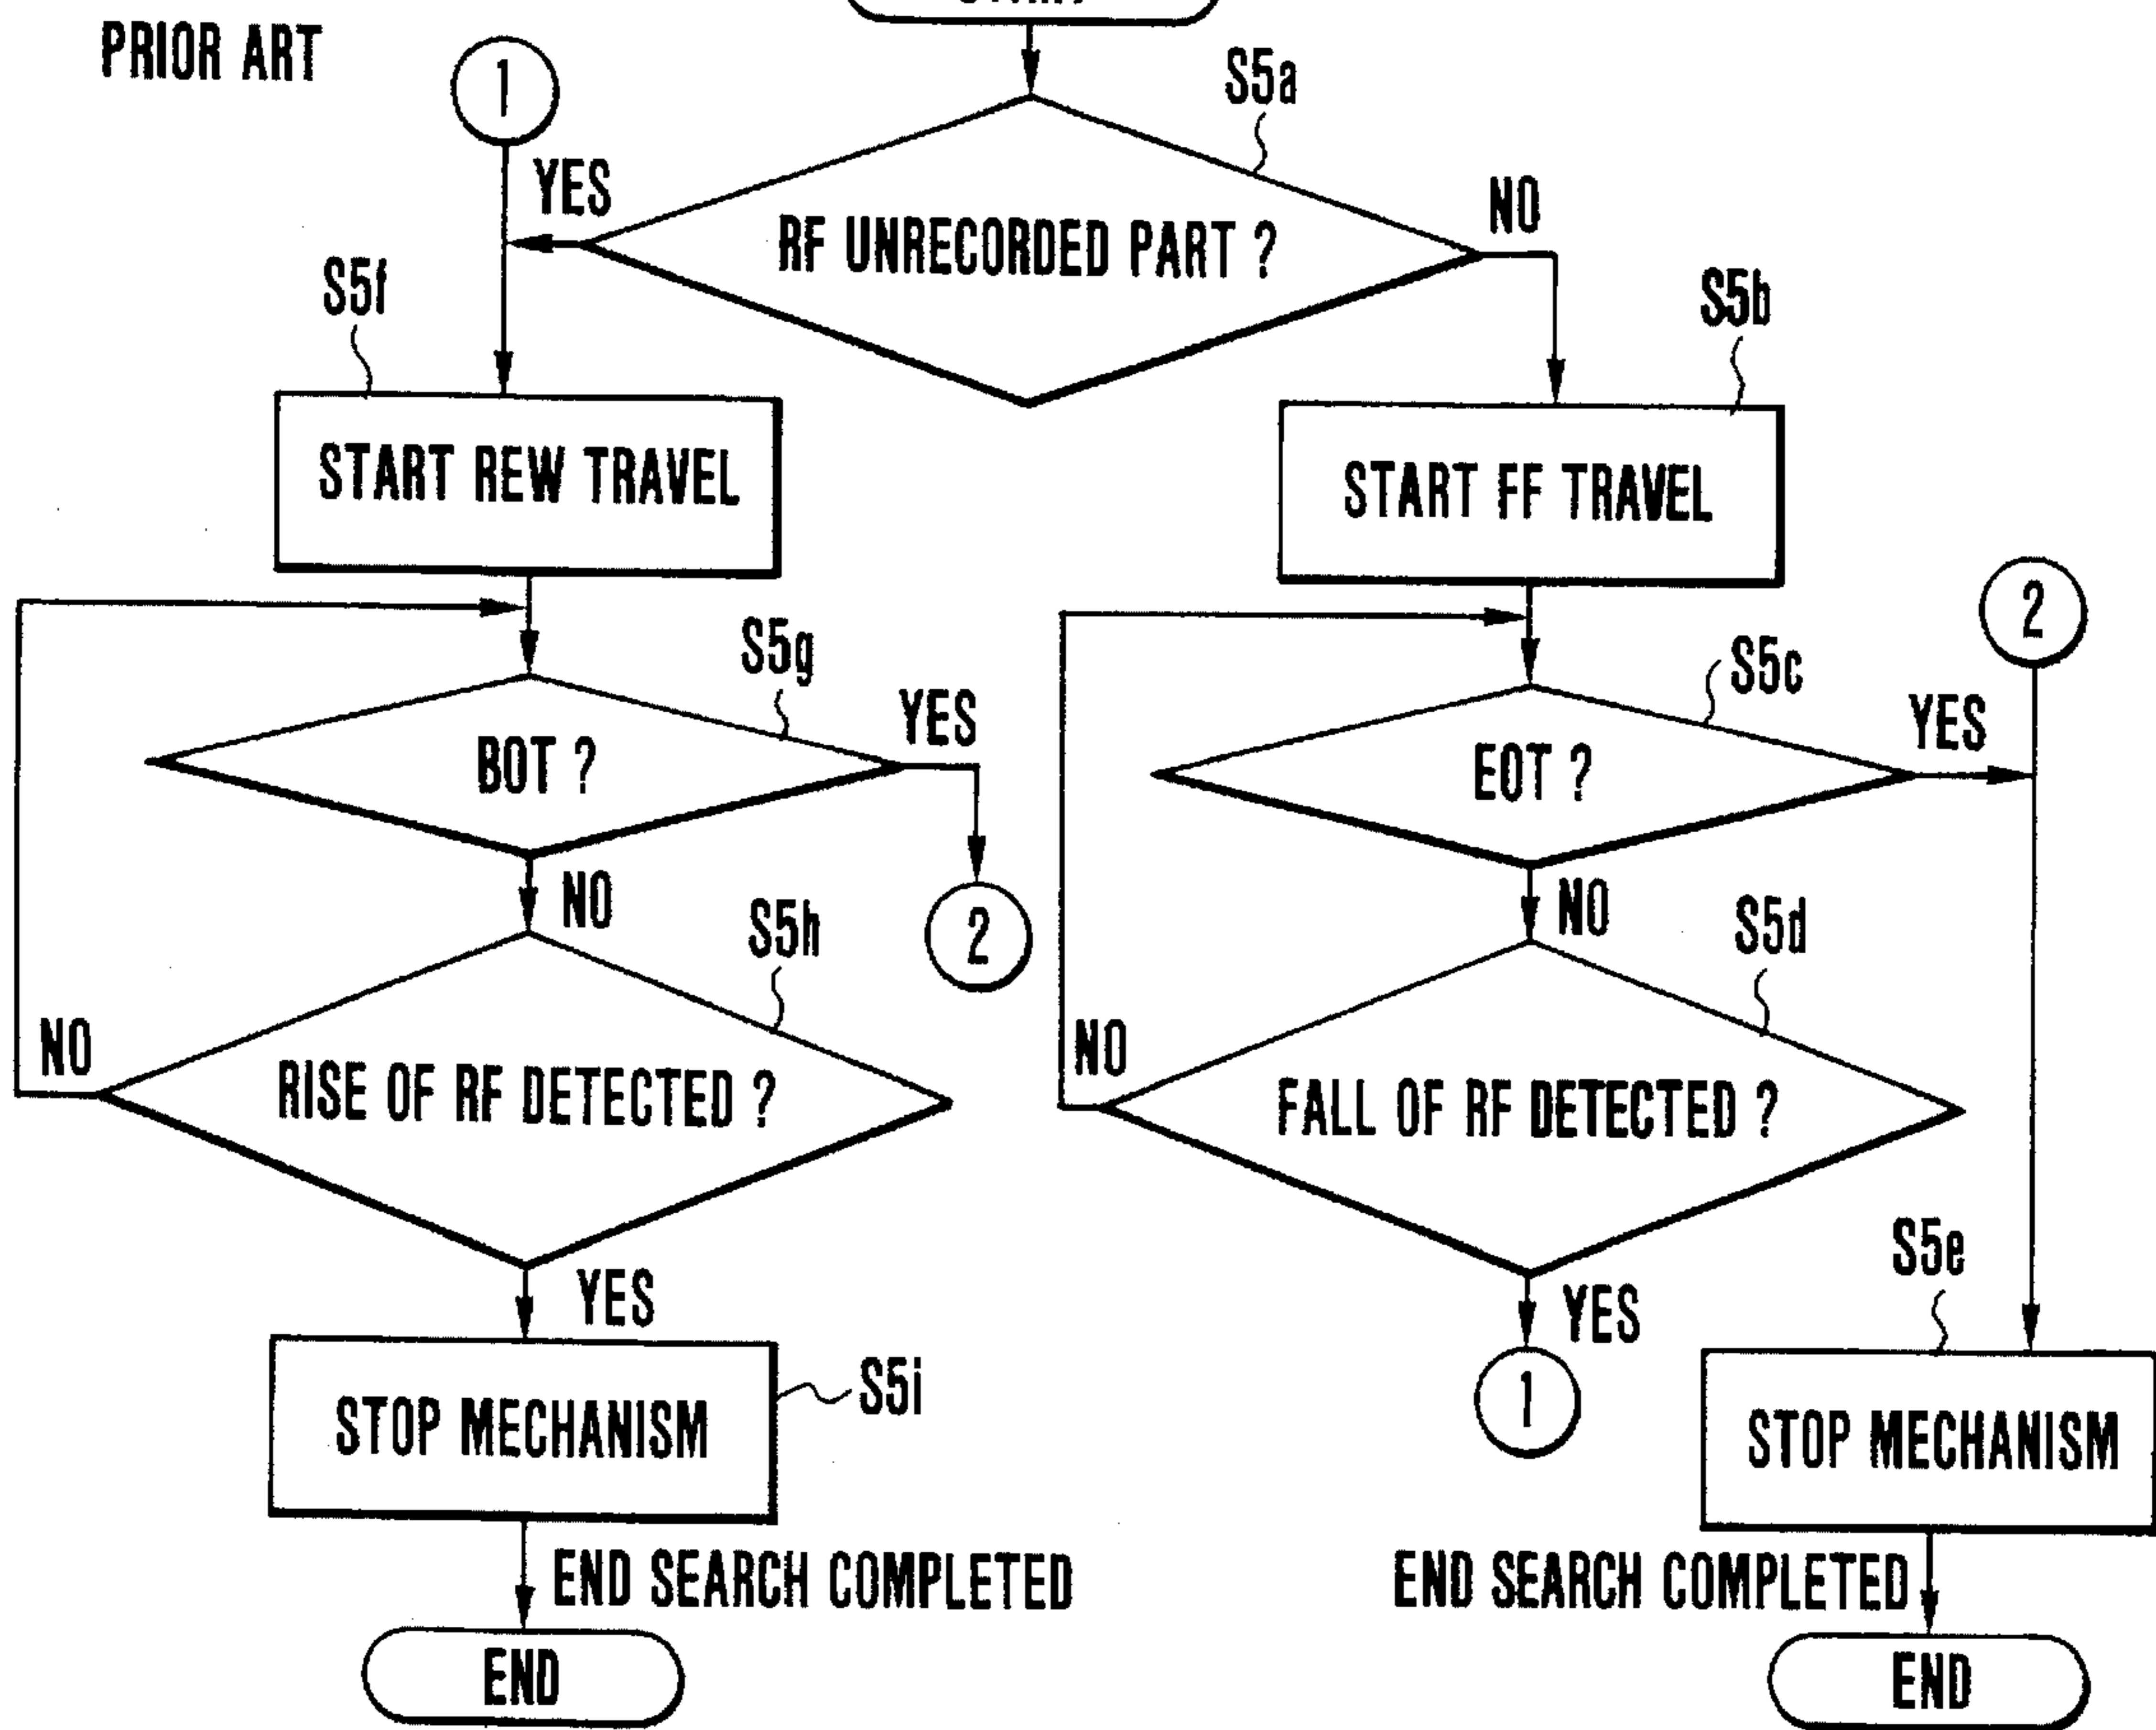 PRIOR ART
1
S5a
YES
RF UNRECORDED PART ?
NO
S5f
S5b
START REW TRAVEL
START FF TRAVEL
2
S5g
S5c
YES
YES
BOT ?
EOT ?
NO
NO
2
S5h
S5d
NO
NO
RISE OF RF DETECTED ?
FALL OF RF DETECTED ?
S5e
YES
YES
S5i
1
STOP MECHANISM
STOP MECHANISM
END SEARCH COMPLETED
END SEARCH COMPLETED
END
END